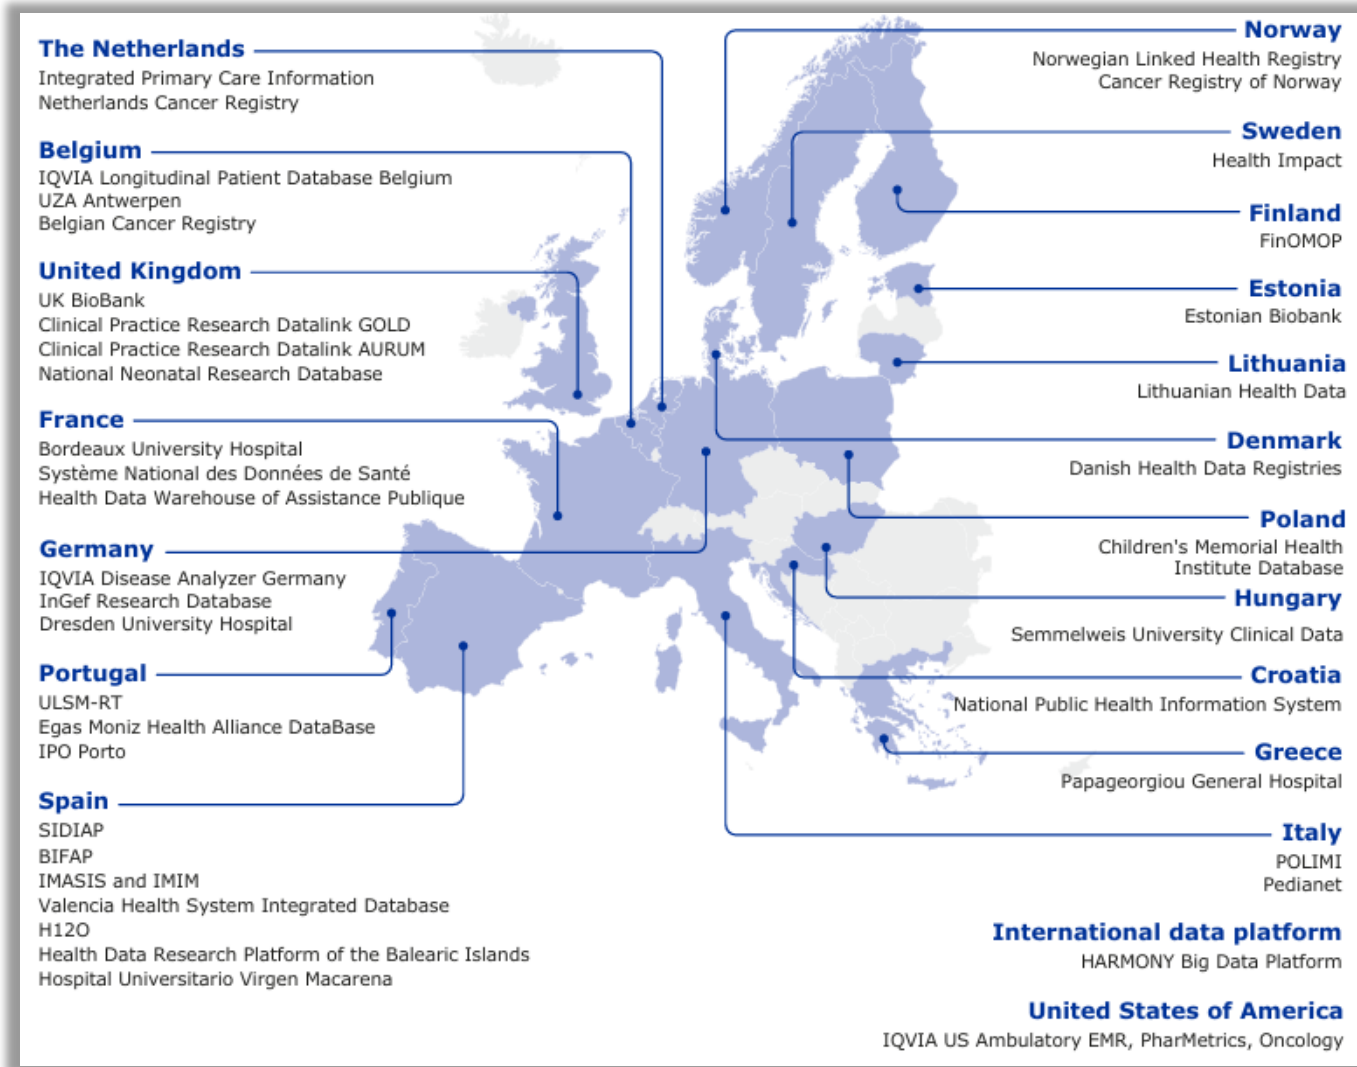 The Netherlands
Integrated Primary Care Information
Netherlands Cancer Registry
Belgium
IQVIA Longitudinal Patient Database Belgium
UZA Antwerpen
Belgian Cancer Registry
United Kingdom
UK BioBank
Clinical Practice Research Datalink GOLD
Clinical Practice Research Datalink AURUM
National Neonatal Research Database
France
Bordeaux University Hospital
Système National des Données de Santé
Health Data Warehouse of Assistance Publique
Germany
IQVIA Disease Analyzer Germany
InGef Research Database
Dresden University Hospital
Portugal
ULSM-RT
Egas Moniz Health Alliance DataBase
IPO Porto
Spain
SIDIAP
BIFAP
IMASIS and IMIM
Valencia Health System Integrated Database
H12O
Health Data Research Platform of the Balearic Islands
Hospital Universitario Virgen Macarena
Norway
Norwegian Linked Health Registry
Cancer Registry of Norway
Sweden
Health Impact
Finland
FinOMOP
Estonia
Estonian Biobank
Lithuania
Lithuanian Health Data
Denmark
Danish Health Data Registries
Poland
Children's Memorial Health
Institute Database
Hungary
Semmelweis University Clinical Data
Croatia
National Public Health Information System
Greece
Papageorgiou General Hospital
Italy
POLIMI
Pedianet
International data platform
HARMONY Big Data Platform
United States of America
IQVIA US Ambulatory EMR, PharMetrics, Oncology